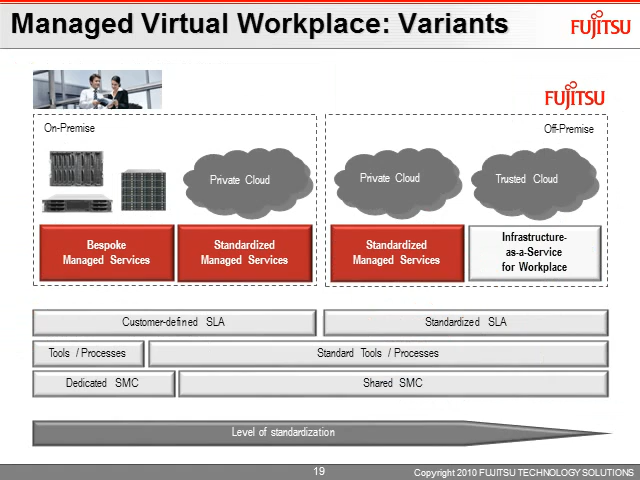 Managed Virtual Workplace: Variants
FUJITSU
FUJITSU
On-Premise
Off-Premise
Private Cloud
Private Cloud
Trusted Cloud
Bespoke
Managed Services
Standardized
Managed Services
Standardized
Managed Services
Infrastructure-
as-a-Service
for Workplace
Customer-defined SLA
Standardized SLA
Tools / Processes
Standard Tools / Processes
Dedicated SMC
Shared SMC
Level of standardization
19
Copyright 2010 FUJITSU TECHNOLOGY SOLUTIONS